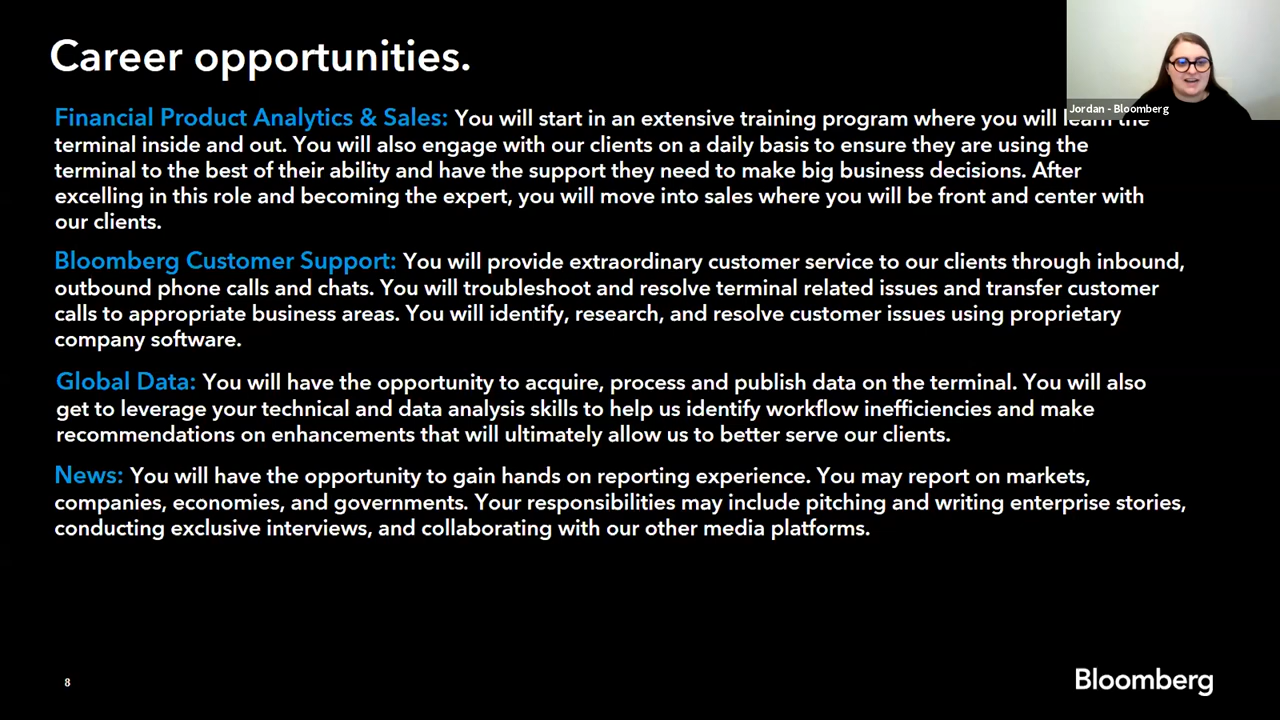 Career opportunities.
Jordan - Bloomberg
Financial Product Analytics & Sales: You will start in an extensive training program where you will learn the
terminal inside and out. You will also engage with our clients on a daily basis to ensure they are using the
terminal to the best of their ability and have the support they need to make big business decisions. After
excelling in this role and becoming the expert, you will move into sales where you will be front and center with
our clients.
Bloomberg Customer Support: You will provide extraordinary customer service to our clients through inbound,
outbound phone calls and chats. You will troubleshoot and resolve terminal related issues and transfer customer
calls to appropriate business areas. You will identify, research, and resolve customer issues using proprietary
company software.
Global Data: You will have the opportunity to acquire, process and publish data on the terminal. You will also
get to leverage your technical and data analysis skills to help us identify workflow inefficiencies and make
recommendations on enhancements that will ultimately allow us to better serve our clients.
News: You will have the opportunity to gain hands on reporting experience. You may report on markets,
companies, economies, and governments. Your responsibilities may include pitching and writing enterprise stories,
conducting exclusive interviews, and collaborating with our other media platforms.
8
Bloomberg